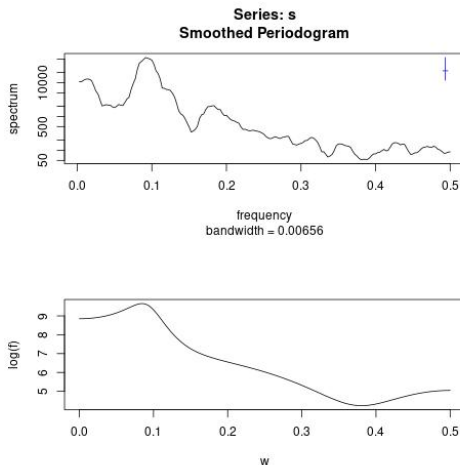 Series: s
Smoothed Periodogram
spectrum
10000
500
50
0.0 0.1 0.2 0.3 0.4 0.5
frequency
bandwidth = 0.00656
log(f)
9
8
7
6
5
0.0 0.1 0.2 0.3 0.4 0.5
w